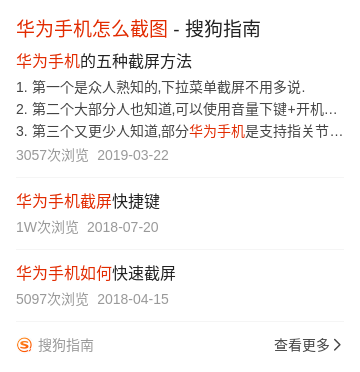 华为手机怎么截图 - 搜狗指南
华为手机的五种截屏方法
1. 第一个是众人熟知的,下拉菜单截屏不用多说.
2. 第二个大部分人也知道,可以使用音量下键+开机...
3. 第三个又更少人知道,部分华为手机是支持指关节...
3057次浏览 2019-03-22
华为手机截屏快捷键
1W次浏览 2018-07-20
华为手机如何快速截屏
5097次浏览 2018-04-15
搜狗指南 查看更多